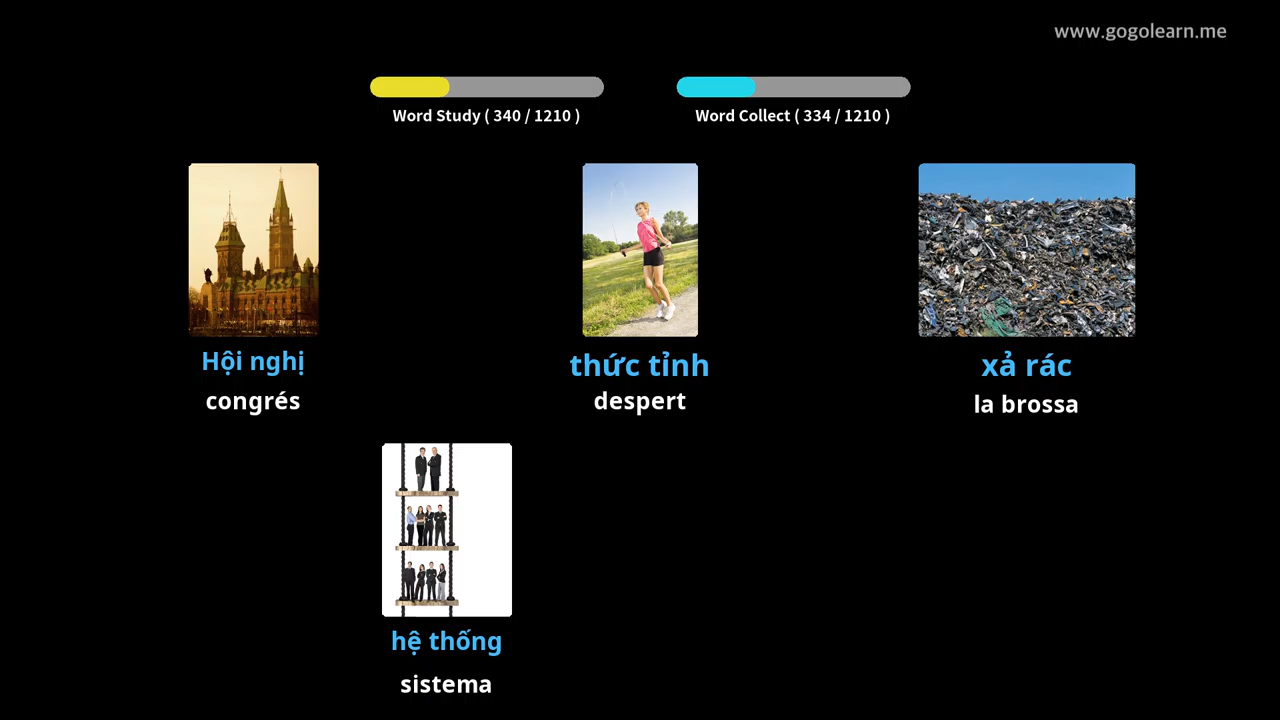 www.gogolearn.me
Word Study ( 340 / 1210 )
Word Collect ( 334 / 1210 )
Hội nghị
congrés
thức tỉnh
despert
xả rác
la brossa
hệ thống
sistema